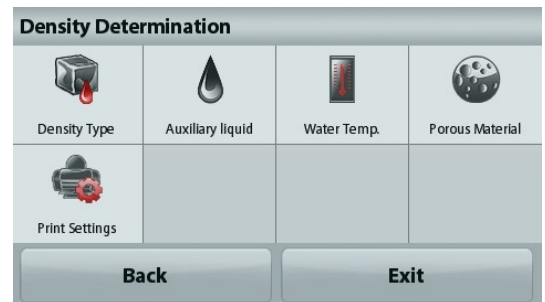 Density Determination
Density Type
Auxiliary liquid
Water Temp.
Porous Material
Print Settings
Back
Exit